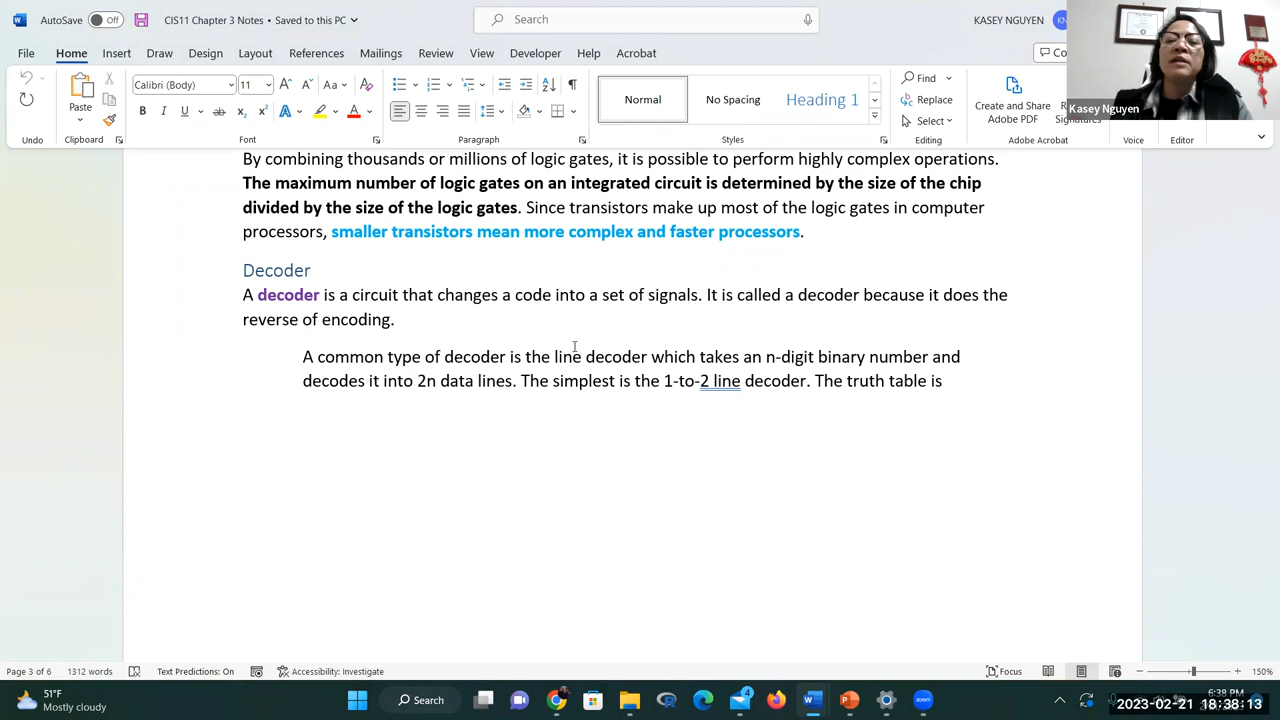 AutoSave Off CIS11 Chapter 3 Notes • Saved to this PC Search KASEY NGUYEN
File Home Insert Draw Design Layout References Mailings Review View Developer Help Acrobat
Paste Calibri (Body) 11 Aa Normal No Spacing Heading 1 Find Replace Select Create and Share Adobe PDF
Kasey Nguyen
Undo Clipboard Font Paragraph Styles Editing Adobe Acrobat Voice Editor
By combining thousands or millions of logic gates, it is possible to perform highly complex operations.
The maximum number of logic gates on an integrated circuit is determined by the size of the chip
divided by the size of the logic gates. Since transistors make up most of the logic gates in computer
processors, smaller transistors mean more complex and faster processors.
Decoder
A decoder is a circuit that changes a code into a set of signals. It is called a decoder because it does the
reverse of encoding.
A common type of decoder is the line decoder which takes an n-digit binary number and
decodes it into 2n data lines. The simplest is the 1-to-2 line decoder. The truth table is
Page 3 of 6 1312 words Text Predictions: On Accessibility: Investigate Focus 150%
51°F Search 4 6:38 PM
Mostly cloudy 2023-02-21 18:38:13